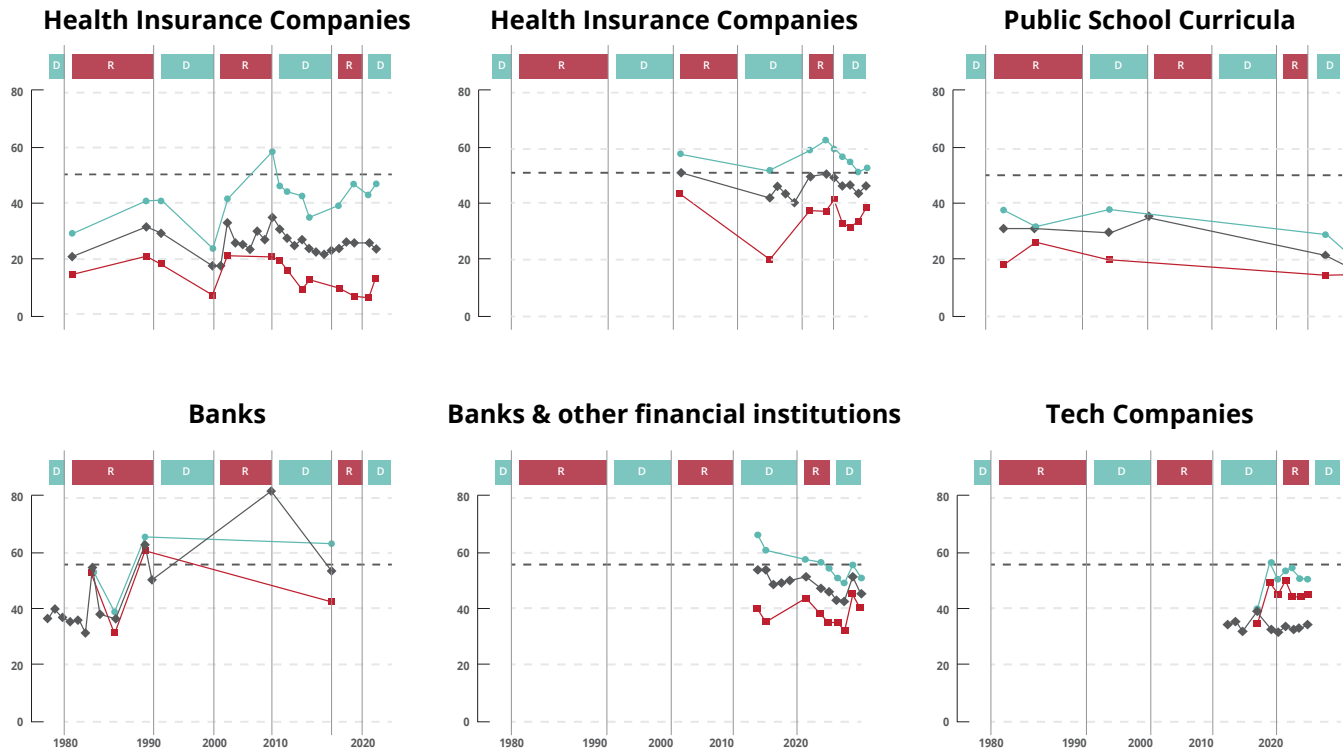 Health Insurance Companies Health Insurance Companies Public School Curricula
D R D R D R D D R D R D R D D R D R D R D
80 80 80
60 60 60
40 40 40
20 20 20
0 0 0
Banks Banks & other financial institutions Tech Companies
D R D R D R D D R D R D R D D R D R D R D
80 80 80
60 60 60
40 40 40
20 20 20
0 0 0
1980 1990 2000 2010 2020 1980 1990 2000 2010 2020 1980 1990 2000 2010 2020